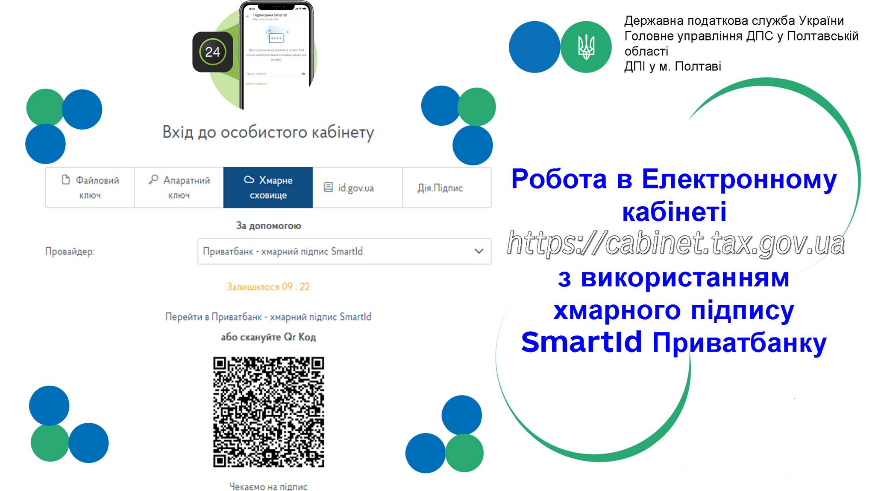 24
Підписання SmartId
Державна податкова служба України
Головне управління ДПС у Полтавській
області
ДПІ у м. Полтаві
Вхід до особистого кабінету
Файловий
ключ
Апаратний
ключ
Хмарне
сховище
id.gov.ua
Дія.Підпис
За допомогою
Провайдер:
Приватбанк - хмарний підпис SmartId
Залишилося 09 : 22
Перейти в Приватбанк - хмарний підпис SmartId
або скануйте Qr Код
Чекаємо на підпис
Робота в Електронному
кабінеті
https://cabinet.tax.gov.ua
з використанням
хмарного підпису
SmartId Приватбанку